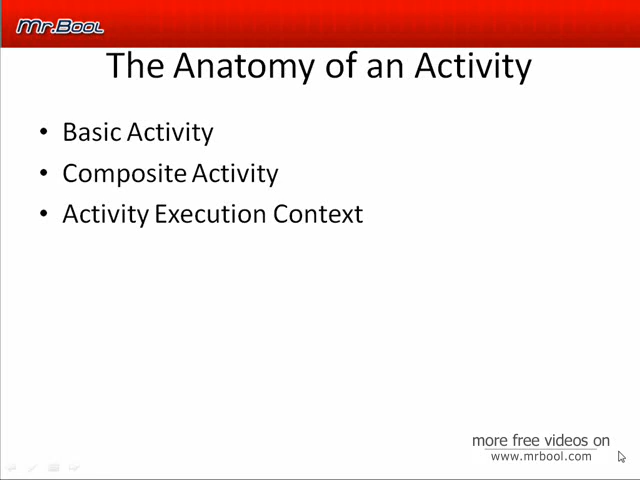 Mr.Bool
The Anatomy of an Activity
• Basic Activity
• Composite Activity
• Activity Execution Context
more free videos on
www.mrbool.com